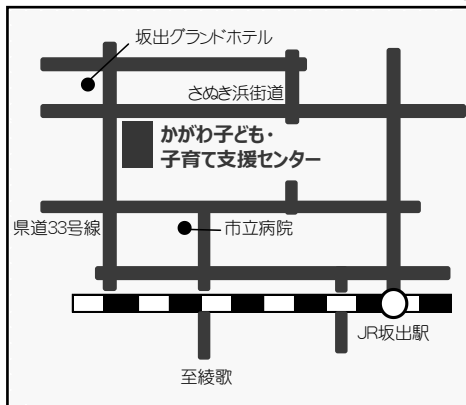 坂出グランドホテル
さぬき浜街道
かがわ子ども・
子育て支援センター
県道33号線
市立病院
JR坂出駅
至綾歌